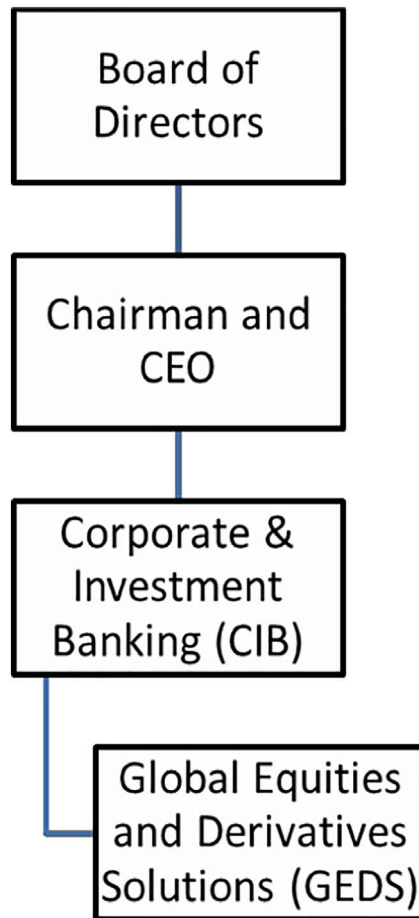 Board of
Directors
Chairman and
CEO
Corporate &
Investment
Banking (CIB)
Global Equities
and Derivatives
Solutions (GEDS)